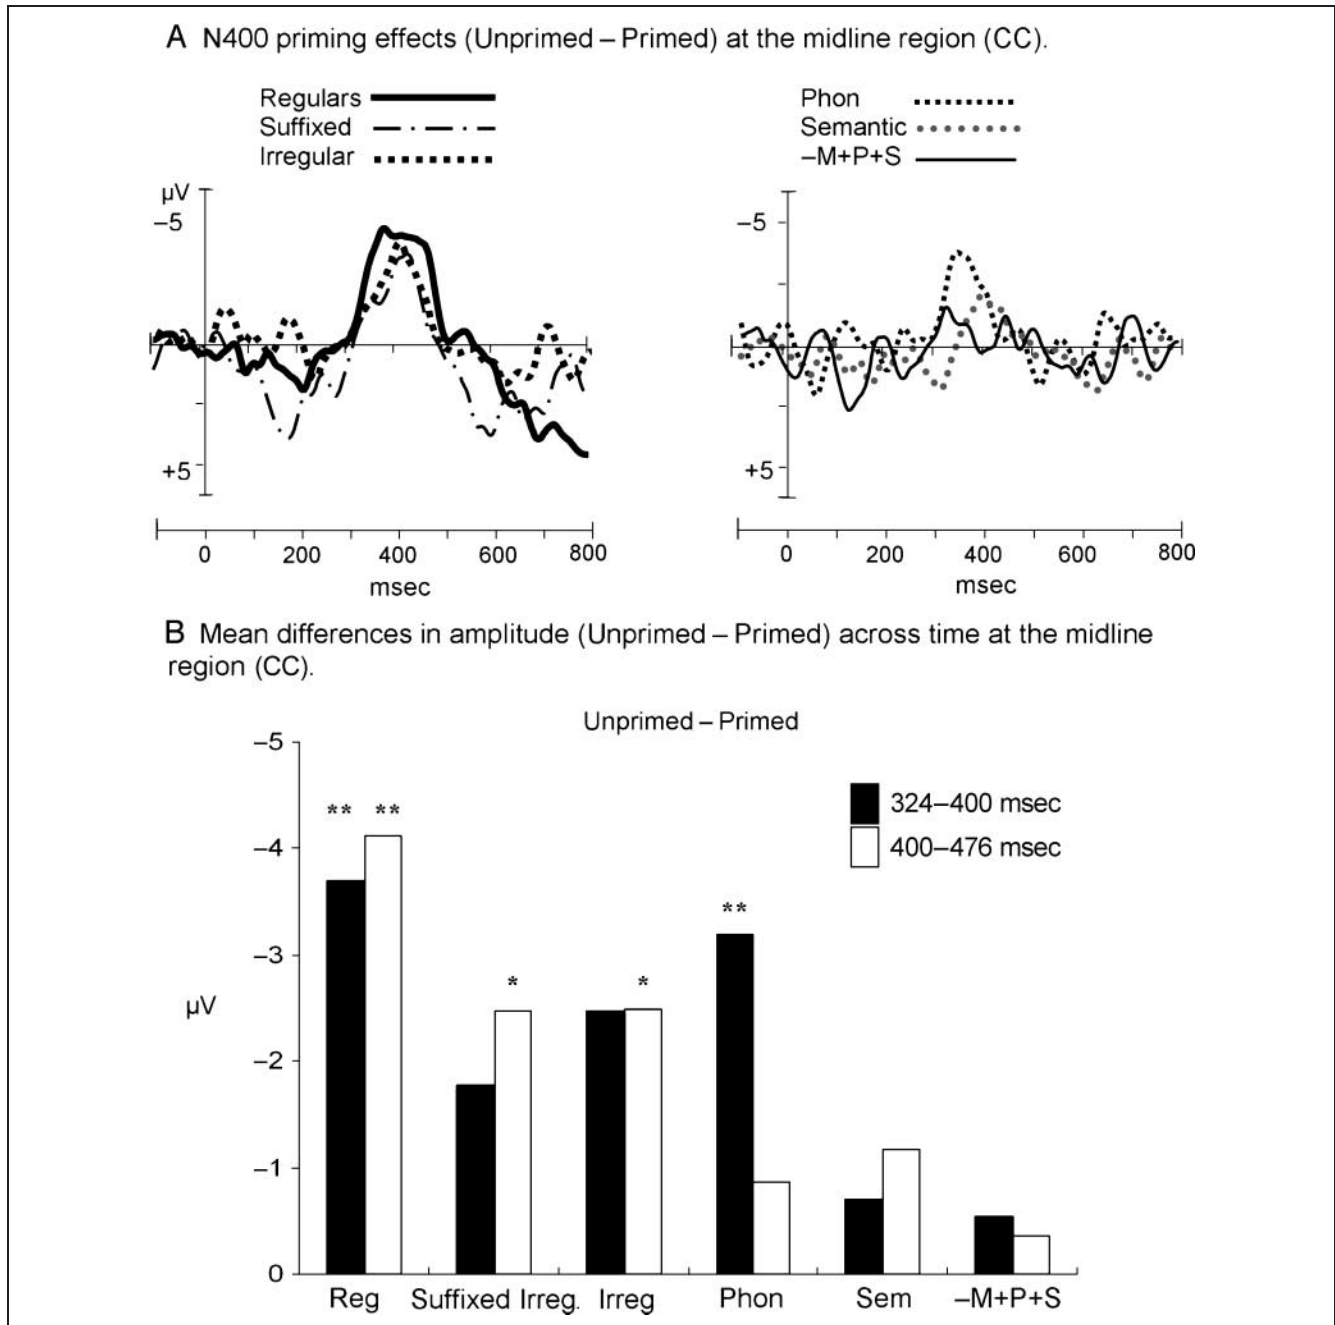 A N400 priming effects (Unprimed – Primed) at the midline region (CC).
Regulars
Suffixed
Irregular
Phon
Semantic
–M+P+S
µV
–5
+5
0 200 400 600 800
msec
–5
+5
0 200 400 600 800
msec
B Mean differences in amplitude (Unprimed – Primed) across time at the midline
region (CC).
Unprimed – Primed
–5
–4
–3
–2
–1
0
µV
324–400 msec
400–476 msec
** **
*
*
**
Reg Suffixed Irreg. Irreg Phon Sem –M+P+S